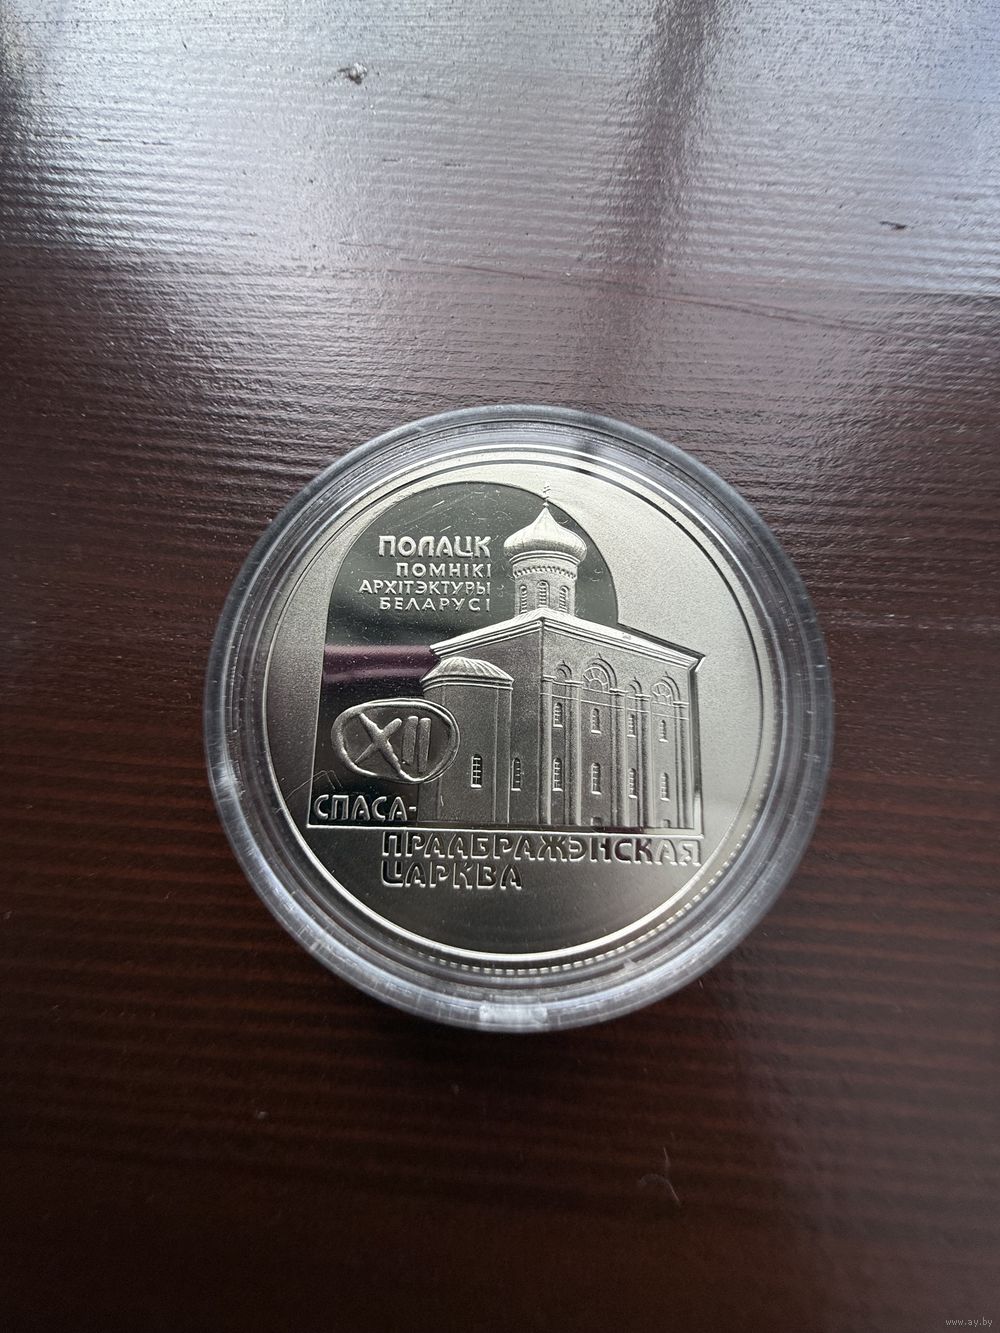 ПОЛАЦК
ПОМНІКІ
АРХІТЭКТУРЫ
БЕЛАРУСІ
XII
СПАСА-
ПРААБРАЖЭНСКАЯ
ЦАРКВА
www.ay.by